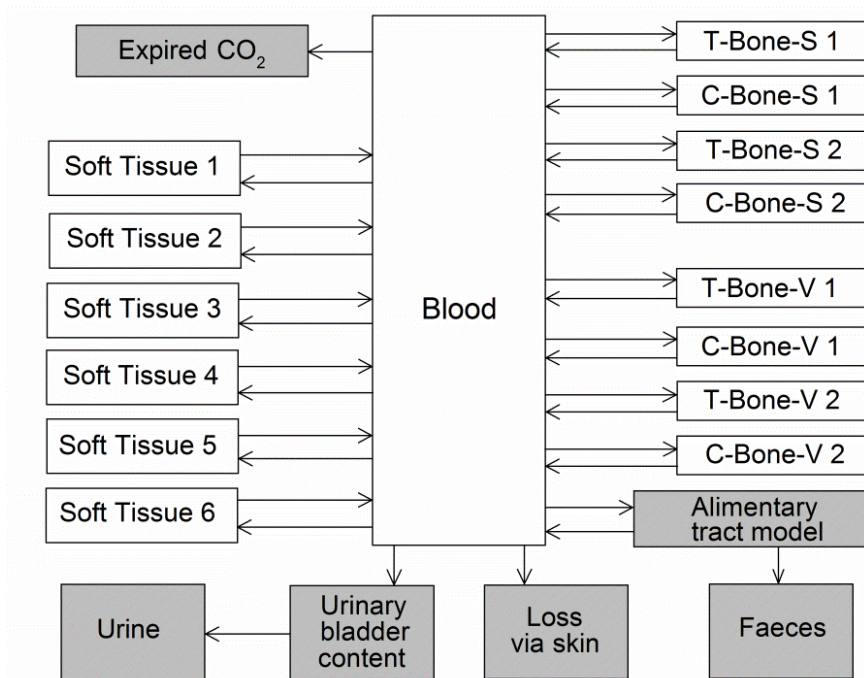 Expired CO₂
Soft Tissue 1
Soft Tissue 2
Soft Tissue 3
Soft Tissue 4
Soft Tissue 5
Soft Tissue 6
Blood
T-Bone-S 1
C-Bone-S 1
T-Bone-S 2
C-Bone-S 2
T-Bone-V 1
C-Bone-V 1
T-Bone-V 2
C-Bone-V 2
Alimentary
tract model
Urine
Urinary
bladder
content
Loss
via skin
Faeces